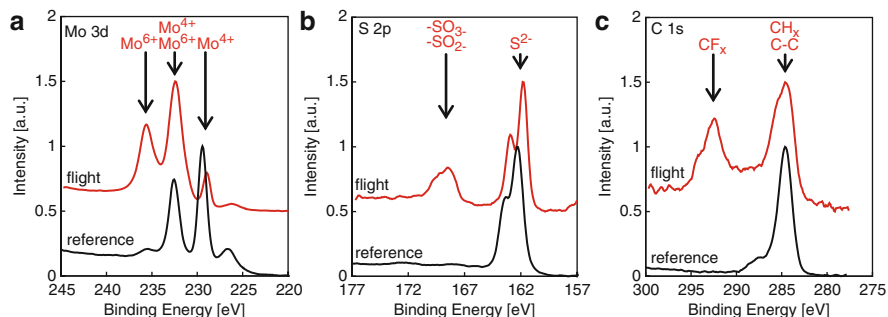 a
Mo 3d
Mo4+
Mo6+ Mo6+ Mo4+
flight
reference
Intensity [a.u.]
2
1.5
1
0.5
0
245 240 235 230 225 220
Binding Energy [eV]
b
S 2p
-SO3-
-SO2-
S2-
flight
reference
Intensity [a.u.]
2
1.5
1
0.5
0
177 172 167 162 157
Binding Energy [eV]
c
C 1s
CFx
CHx
C-C
flight
reference
Intensity [a.u.]
2
1.5
1
0.5
0
300 295 290 285 280 275
Binding Energy [eV]